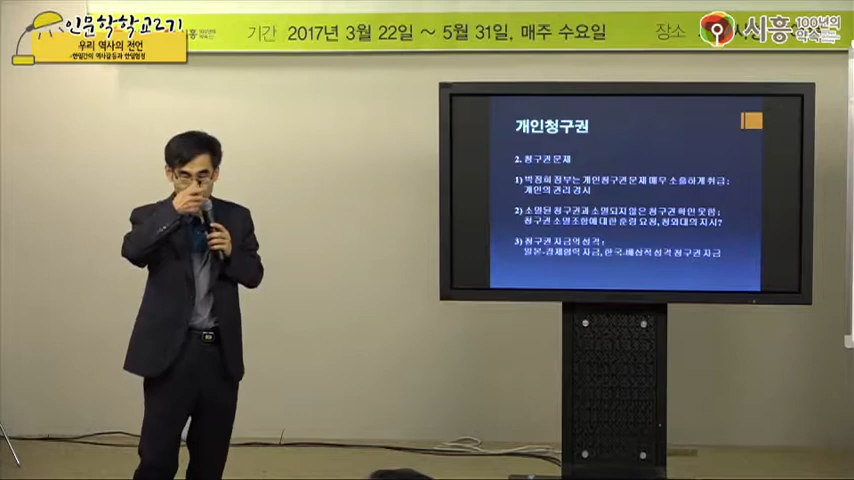 인문학학교2기
우리 역사의 전언
-한일간의 역사갈등과 한일협정
기간 2017년 3월 22일 ~ 5월 31일, 매주 수요일
장소
시흥 100년의
개인청구권
2. 청구권 문제
1) 박정희 정부는 개인청구권 문제 매우 소홀하게 취급;
개인의 권리 경시
2) 소멸된 청구권과 소멸되지 않은 청구권 확인 못함;
청구권 소멸조항에 대한 훈령 요청, 청와대의 지시?
3) 청구권 자금의 성격;
일본-경제협력 자금, 한국-배상적 성격 청구권 자금